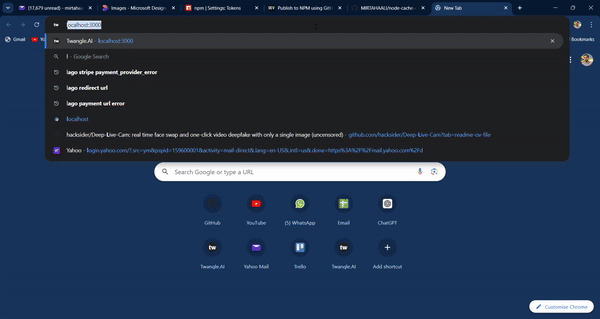 (17,679 unread) - mirtahaa
Images - Microsoft Desig
npm | Settings: Tokens
Publish to NPM using GitH
MIRTAHAALI/node-cache-
New Tab
localhost:3000
Gmail
Bookmarks
Twangle.AI - localhost:3000
l - Google Search
lago stripe payment_provider_error
lago redirect url
lago payment url error
localhost
hacksider/Deep-Live-Cam: real time face swap and one-click video deepfake with only a single image (uncensored) - github.com/hacksider/Deep-Live-Cam?tab=readme-ov-file
Yahoo - login.yahoo.com/?.src=ym&pspid=159600001&activity=mail-direct&.lang=en-US&.intl=us&.done=https%3A%2F%2Fmail.yahoo.com%2Fd
Search Google or type a URL
GitHub
YouTube
(5) WhatsApp
Email
ChatGPT
tw
tw
Twangle.AI
Yahoo Mail
Trello
Twangle.AI
Add shortcut
Customise Chrome